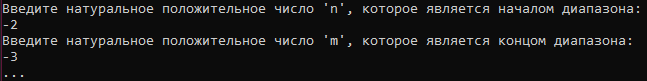 Введите натуральное положительное число 'n', которое является началом диапазона:
-2
Введите натуральное положительное число 'm', которое является концом диапазона:
-3
...